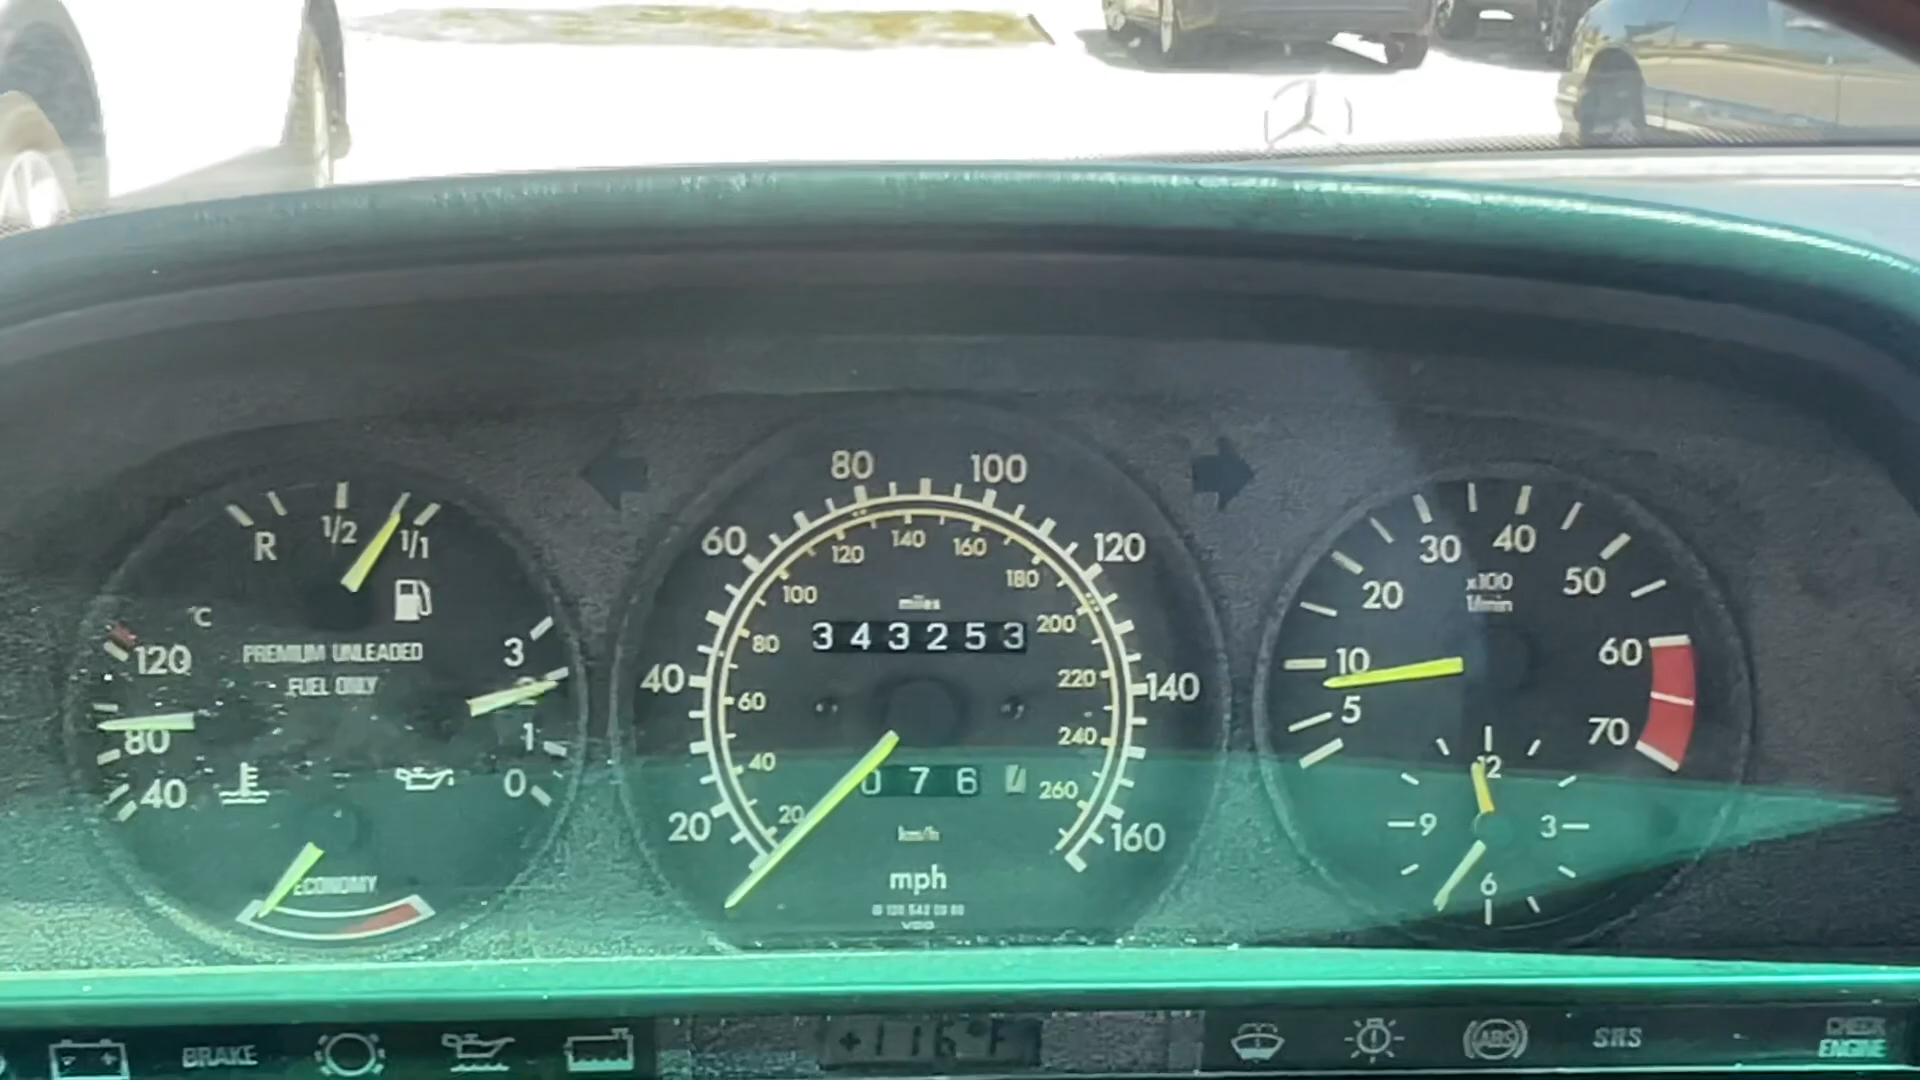 80 100
R 1/2 1/1
60 120
30 40
140
120 160
x100
1/min
20 50
180
100
miles
°C
343253
200
PREMIUM UNLEADED
FUEL ONLY
120
3
80
60
10
40 140
220
2
60
5
80
1
240
70
40
12
076
0
40
260
20
20
160
9 3
km/h
ECONOMY
mph
6
VDO
BRAKE
+116°F
ABS
SRS
CHECK
ENGINE